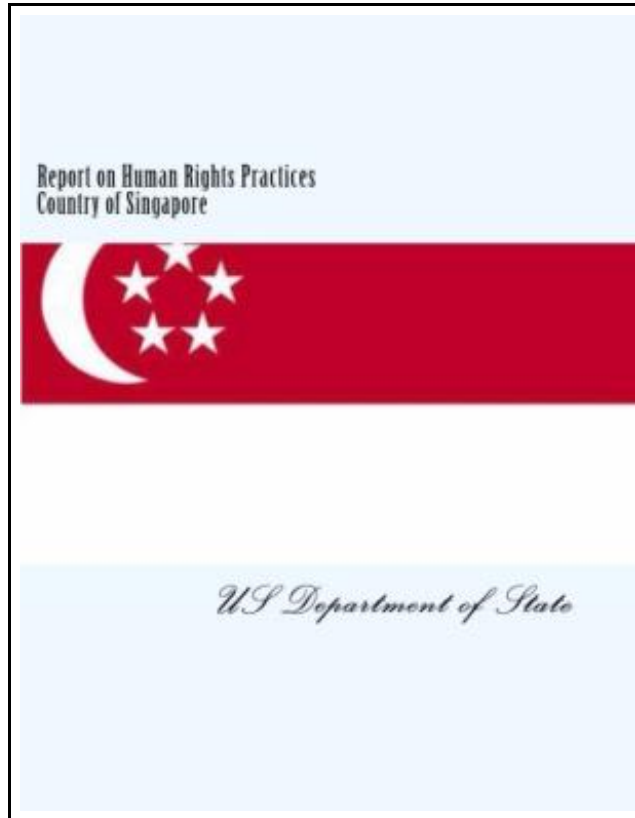 Report on Human Rights Practices
Country of Singapore
US Department of State